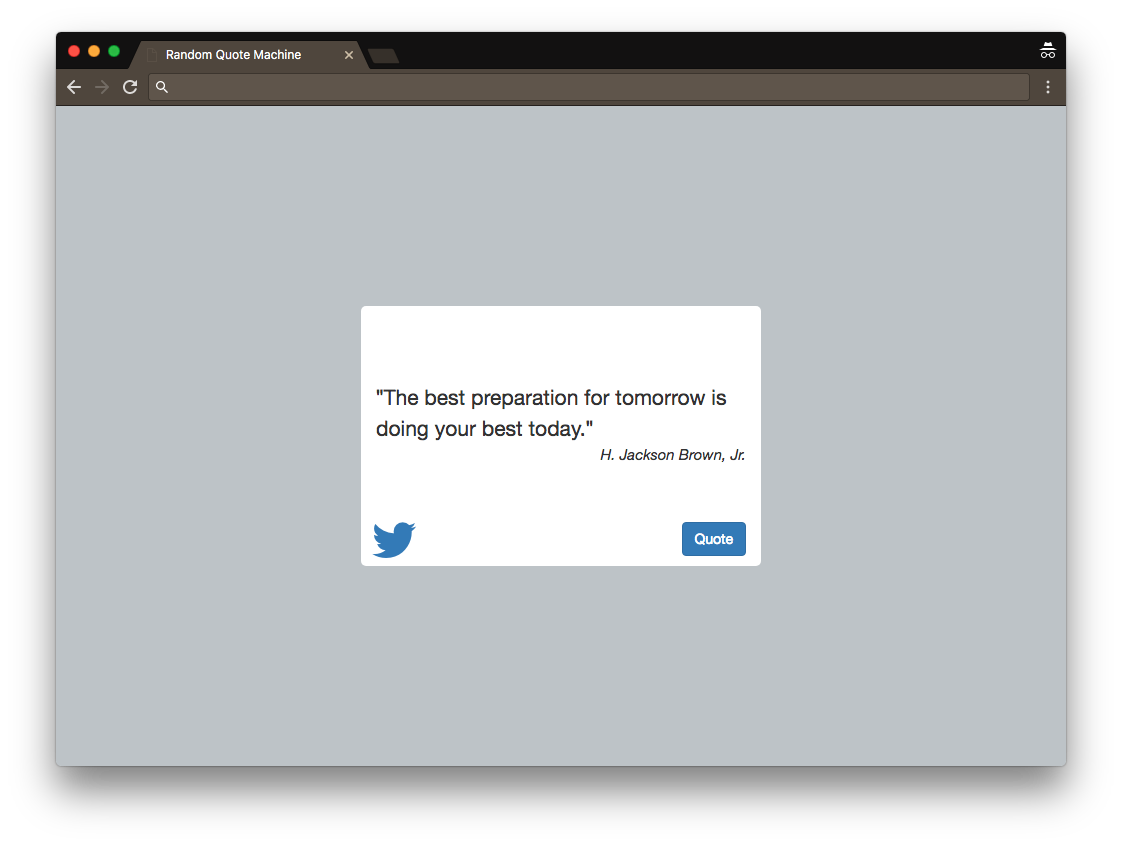 Random Quote Machine
"The best preparation for tomorrow is
doing your best today."
H. Jackson Brown, Jr.
Quote